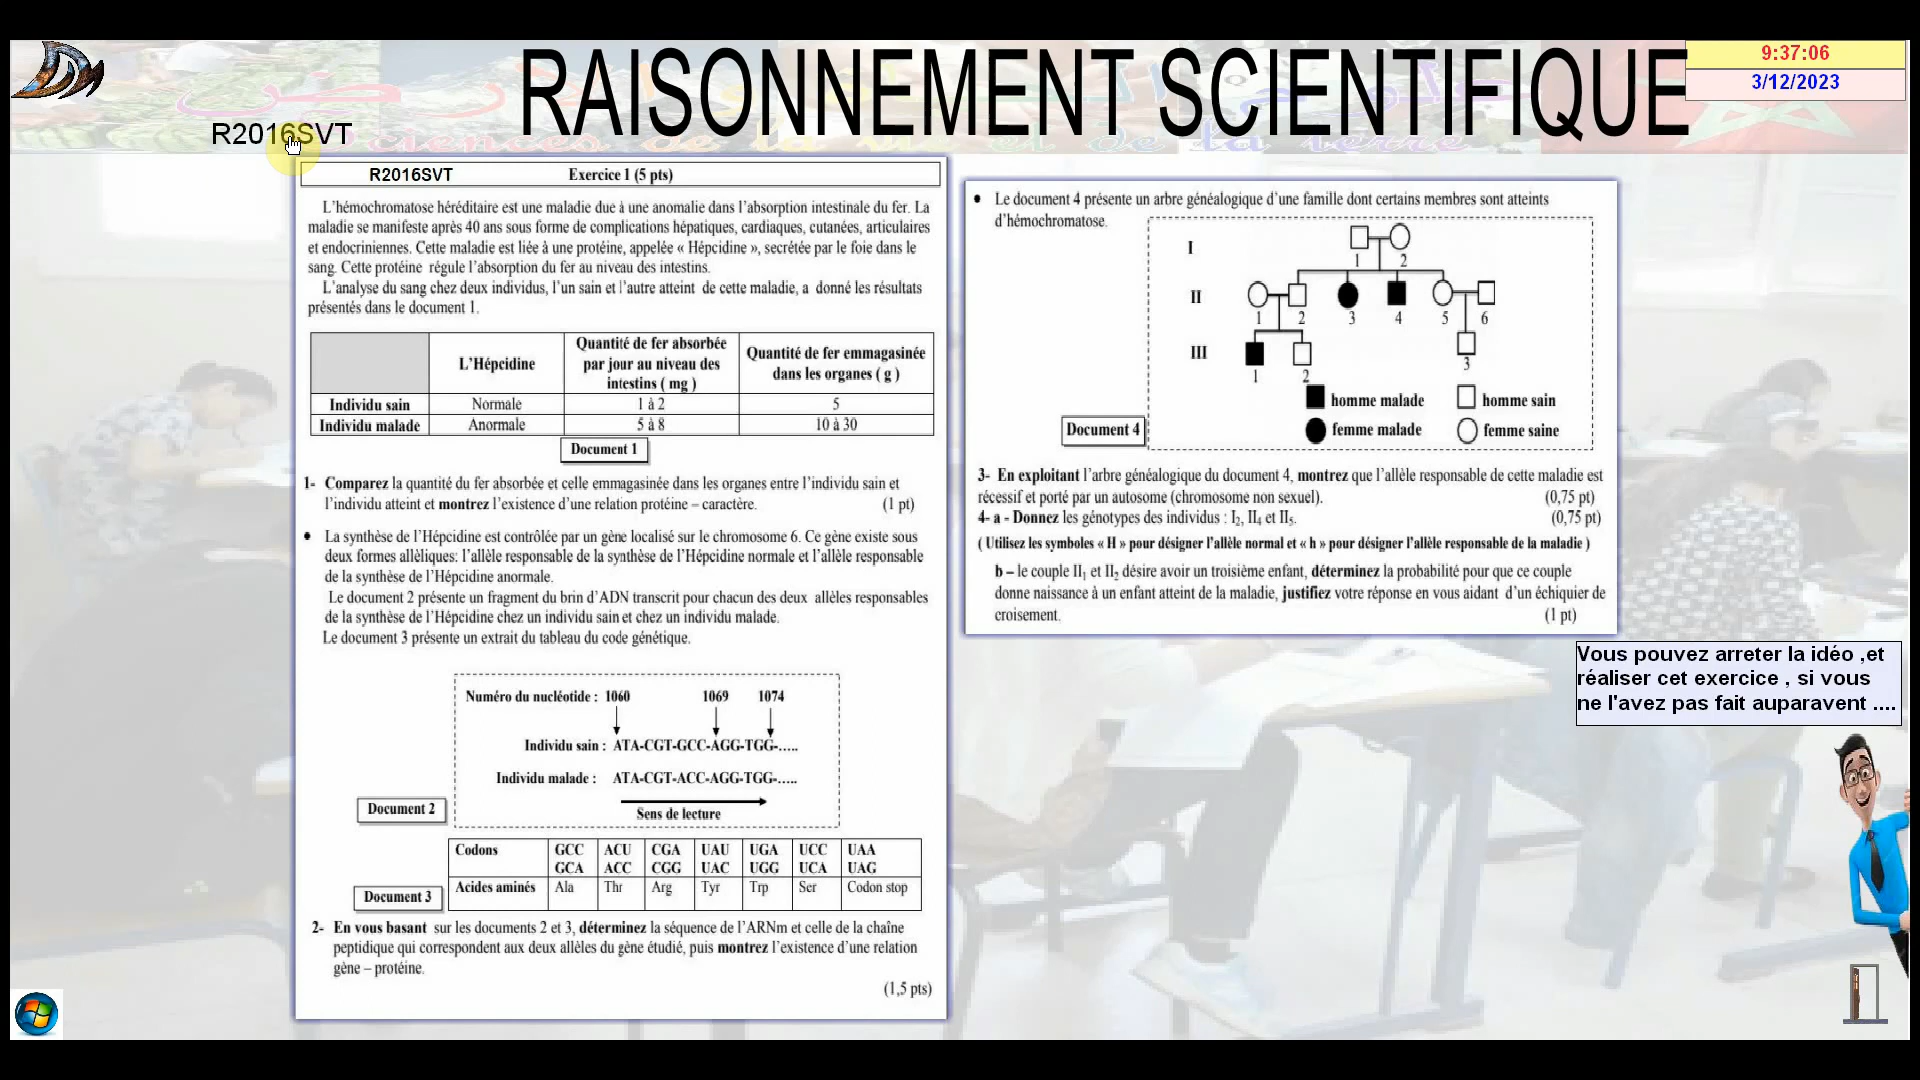 RAISONNEMENT SCIENTIFIQUE
9:37:06
3/12/2023
R2016SVT
R2016SVT Exercice 1 (5 pts)
L'hémochromatose héréditaire est une maladie due à une anomalie dans l'absorption intestinale du fer. La
maladie se manifeste après 40 ans sous forme de complications hépatiques, cardiaques, cutanées, articulaires
et endocriniennes. Cette maladie est liée à une protéine, appelée « Hépcidine », secrétée par le foie dans le
sang. Cette protéine régule l'absorption du fer au niveau des intestins.
L'analyse du sang chez deux individus, l'un sain et l'autre atteint de cette maladie, a donné les résultats
présentés dans le document 1.
L'Hépcidine
Quantité de fer absorbée
par jour au niveau des
intestins ( mg )
Quantité de fer emmagasinée
dans les organes ( g )
Individu sain Normale 1 à 2 5
Individu malade Anormale 5 à 8 10 à 30
Document 1
1- Comparez la quantité du fer absorbée et celle emmagasinée dans les organes entre l'individu sain et
l'individu atteint et montrez l'existence d'une relation protéine – caractère. (1 pt)
• La synthèse de l'Hépcidine est contrôlée par un gène localisé sur le chromosome 6. Ce gène existe sous
deux formes allèliques: l'allèle responsable de la synthèse de l'Hépcidine normale et l'allèle responsable
de la synthèse de l'Hépcidine anormale.
Le document 2 présente un fragment du brin d'ADN transcrit pour chacun des deux allèles responsables
de la synthèse de l'Hépcidine chez un individu sain et chez un individu malade.
Le document 3 présente un extrait du tableau du code génétique.
Numéro du nucléotide : 1060 1069 1074
Individu sain : ATA-CGT-GCC-AGG-TGG-.....
Individu malade : ATA-CGT-ACC-AGG-TGG-.....
Sens de lecture
Document 2
Codons GCC ACU CGA UAU UGA UCC UAA
GCA ACC CGG UAC UGG UCA UAG
Acides aminés Ala Thr Arg Tyr Trp Ser Codon stop
Document 3
2- En vous basant sur les documents 2 et 3, déterminez la séquence de l'ARNm et celle de la chaîne
peptidique qui correspondent aux deux allèles du gène étudié, puis montrez l'existence d'une relation
gène – protéine.
(1,5 pts)
• Le document 4 présente un arbre généalogique d'une famille dont certains membres sont atteints
d'hémochromatose.
I
1 2
II
1 2 3 4 5 6
III
1 2 3
homme malade homme sain
femme malade femme saine
Document 4
3- En exploitant l'arbre généalogique du document 4, montrez que l'allèle responsable de cette maladie est
récessif et porté par un autosome (chromosome non sexuel). (0,75 pt)
4- a - Donnez les génotypes des individus : I2, II4 et II5. (0,75 pt)
( Utilisez les symboles « H » pour désigner l'allèle normal et « h » pour désigner l'allèle responsable de la maladie )
b – le couple II1 et II2 désire avoir un troisième enfant, déterminez la probabilité pour que ce couple
donne naissance à un enfant atteint de la maladie, justifiez votre réponse en vous aidant d'un échiquier de
croisement. (1 pt)
Vous pouvez arreter la idéo ,et
réaliser cet exercice , si vous
ne l'avez pas fait auparavent ....